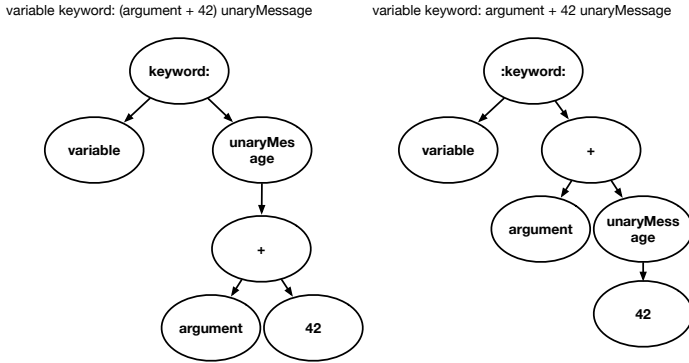 variable keyword: (argument + 42) unaryMessage
keyword:
variable
unaryMes
age
+
argument
42
variable keyword: argument + 42 unaryMessage
:keyword:
variable
+
argument
unaryMess
age
42